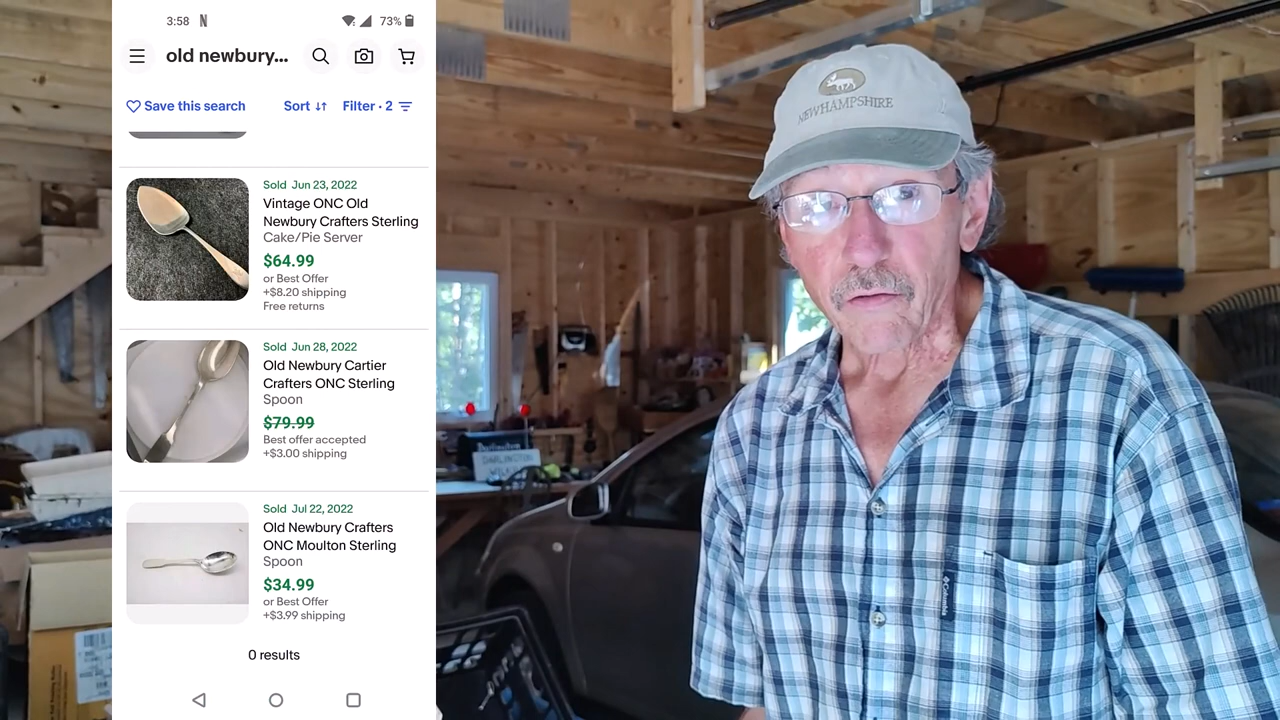 3:58
73%
old newbury...
Save this search
Sort
Filter · 2
Sold Jun 23, 2022
Vintage ONC Old
Newbury Crafters Sterling
Cake/Pie Server
$64.99
or Best Offer
+$8.20 shipping
Free returns
Sold Jun 28, 2022
Old Newbury Cartier
Crafters ONC Sterling
Spoon
$79.99
Best offer accepted
+$3.00 shipping
Sold Jul 22, 2022
Old Newbury Crafters
ONC Moulton Sterling
Spoon
$34.99
or Best Offer
+$3.99 shipping
0 results
NEWHAMPSHIRE
Columbia